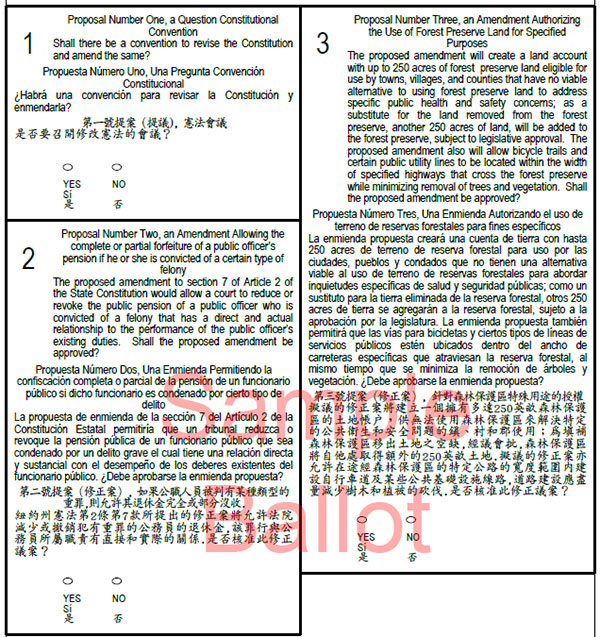 1
Proposal Number One, a Question Constitutional
Convention
Shall there be a convention to revise the Constitution
and amend the same?
Propuesta Número Uno, Una Pregunta Convención
Constitucional
¿Habrá una convención para revisar la Constitución y
enmendarla?
第一號提案 (提議), 憲法會議
是否要召開修改憲法的會議?
YES NO
Sí
是 否
2
Proposal Number Two, an Amendment Allowing the
complete or partial forfeiture of a public officer's
pension if he or she is convicted of a certain type of
felony
The proposed amendment to section 7 of Article 2 of
the State Constitution would allow a court to reduce or
revoke the public pension of a public officer who is
convicted of a felony that has a direct and actual
relationship to the performance of the public officer's
existing duties. Shall the proposed amendment be
approved?
Propuesta Número Dos, Una Enmienda Permitiendo la
confiscación completa o parcial de la pensión de un funcionario
público si dicho funcionario es condenado por cierto tipo de
delito
La propuesta de enmienda de la sección 7 del Artículo 2 de la
Constitución Estatal permitiría que un tribunal reduzca o
revoque la pensión pública de un funcionario público que sea
condenado por un delito grave el cual tiene una relación directa
y sustancial con el desempeño de los deberes existentes del
funcionario público. ¿Debe aprobarse la enmienda propuesta?
第二號提案 (修正案), 如果公職人員被判有某種類型的
重罪,則允許其退休金完全或部分沒收,
紐約州憲法第2條第7款所提出的修正案將允許法院
減少或撤銷犯有重罪的公務員的退休金,該罪行與公
務員所屬職責有直接和實際的關係,是否核准此修正
議案?
YES NO
Sí
是 否
3
Proposal Number Three, an Amendment Authorizing
the Use of Forest Preserve Land for Specified
Purposes
The proposed amendment will create a land account
with up to 250 acres of forest preserve land eligible for
use by towns, villages, and counties that have no viable
alternative to using forest preserve land to address
specific public health and safety concerns; as a
substitute for the land removed from the forest
preserve, another 250 acres of land, will be added to
the forest preserve, subject to legislative approval. The
proposed amendment also will allow bicycle trails and
certain public utility lines to be located within the width
of specified highways that cross the forest preserve
while minimizing removal of trees and vegetation. Shall
the proposed amendment be approved?
Propuesta Número Tres, Una Enmienda Autorizando el uso de
terreno de reservas forestales para fines específicos
La enmienda propuesta creará una cuenta de tierra con hasta
250 acres de terreno de reserva forestal para uso por las
ciudades, pueblos y condados que no tienen una alternativa
viable al uso de terreno de reservas forestales para abordar
inquietudes específicas de salud y seguridad públicas; como un
sustituto para la tierra eliminada de la reserva forestal, otros 250
acres de tierra se agregarán a la reserva forestal, sujeto a la
aprobación por la legislatura. La enmienda propuesta también
permitirá que las vías para bicicletas y ciertos tipos de líneas de
servicios públicos estén ubicados dentro del ancho de
carreteras específicas que atraviesan la reserva forestal, al
mismo tiempo que se minimiza la remoción de árboles y
vegetación. ¿Debe aprobarse la enmienda propuesta?
第三號提案 (修正案), 針對森林保護區特殊用途的授權
擬議的修正案將建立一個擁有多達250英畝森林保護
區的土地帳戶,供無法使用森林保護區來解決特定
的公共衛生和安全問題的鎮、村和郡使用;為填補
森林保護區移出土地之空缺,經議會批,森林保護區
將自他處取得額外的250英畝土地,擬議的修正案亦
允許在途經森林保護區的特定公路的寬度範圍內建
設自行車道及某些公共基礎設施線路,道路建設應盡
量減少樹木和植被的砍伐,是否核准此修正議案?
YES NO
Sí
是 否
Sample
Ballot